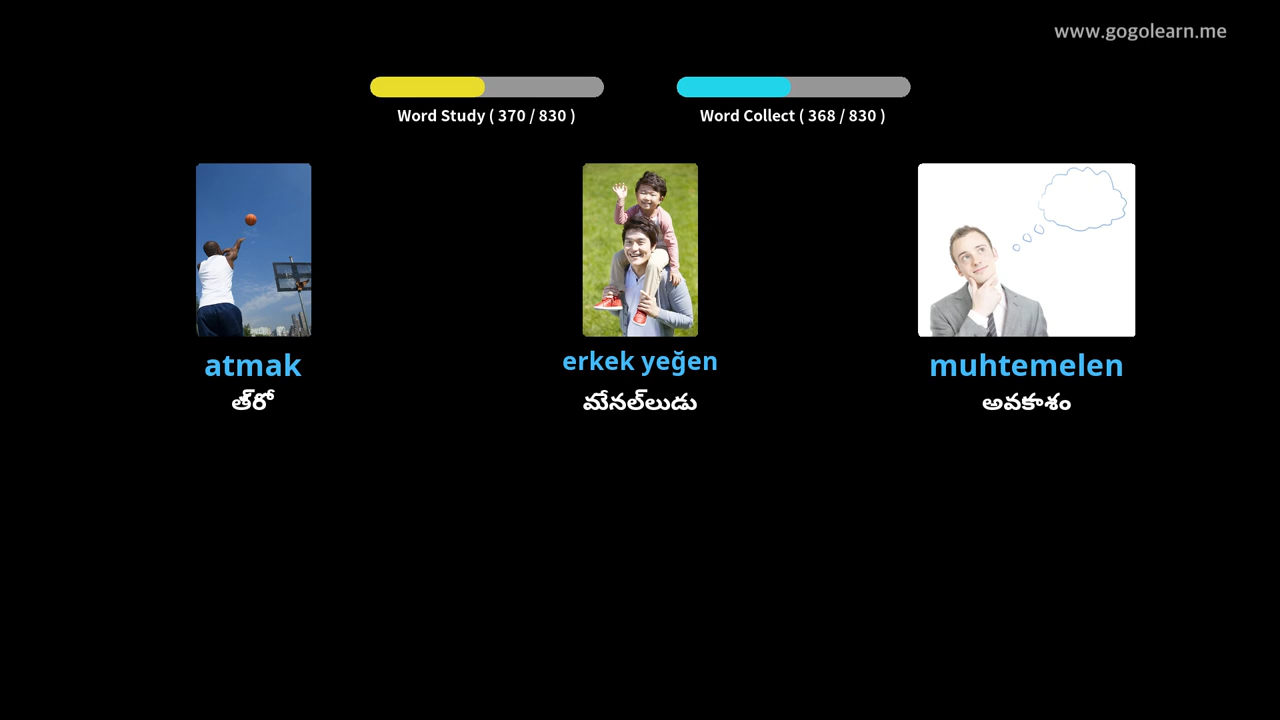 www.gogolearn.me
Word Study ( 370 / 830 )
Word Collect ( 368 / 830 )
atmak
erkek yeğen
muhtemelen
త్‌రో
మేనల్‌లుడు
అవకాశం